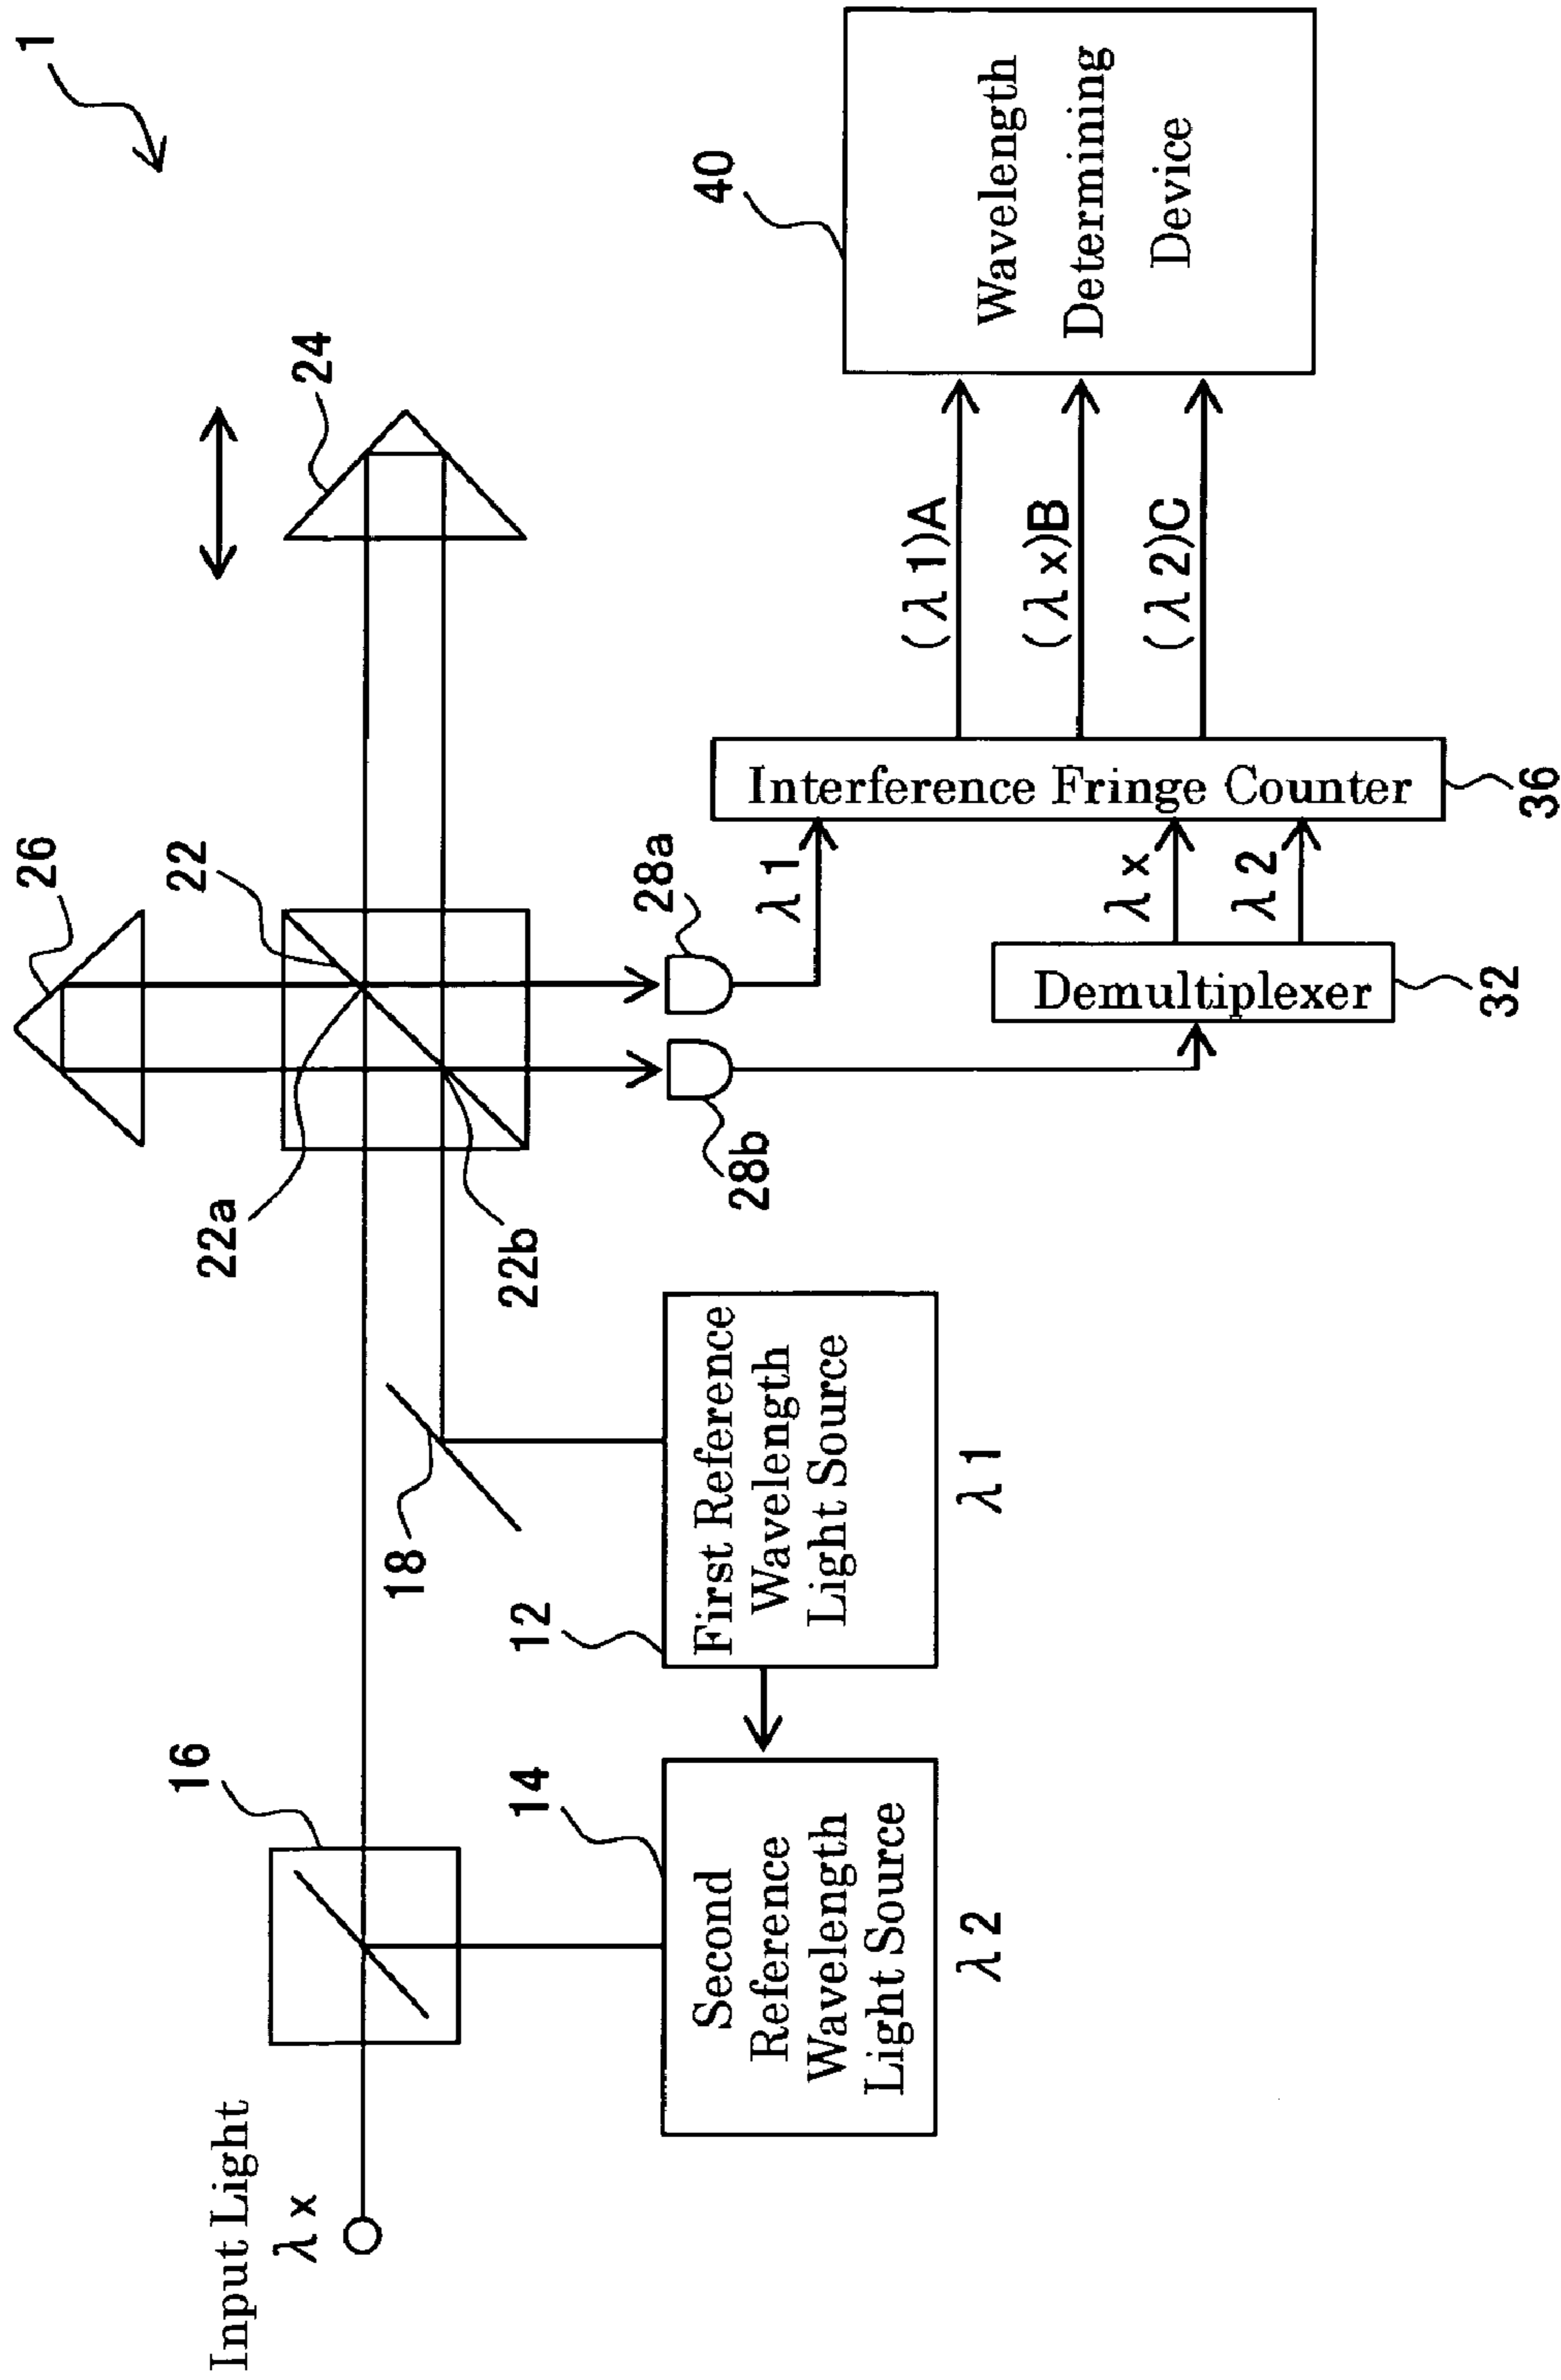 1
Input Light
λx
16
18
22a
22b
22
26
24
14
Second
Reference
Wavelength
Light Source
λ2
12
First Reference
Wavelength
Light Source
λ1
28b
28a
λ1
Demultiplexer
32
λx
λ2
Interference Fringe Counter
36
(λ1)A
(λx)B
(λ2)C
40
Wavelength
Determining
Device